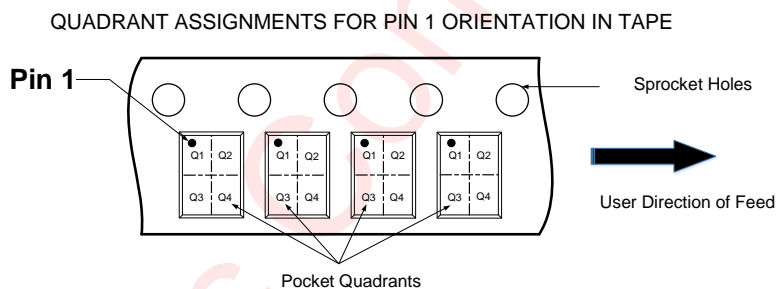 QUADRANT ASSIGNMENTS FOR PIN 1 ORIENTATION IN TAPE
Pin 1
Sprocket Holes
Q1 Q2 Q1 Q2 Q1 Q2 Q1 Q2
Q3 Q4 Q3 Q4 Q3 Q4 Q3 Q4
User Direction of Feed
Pocket Quadrants